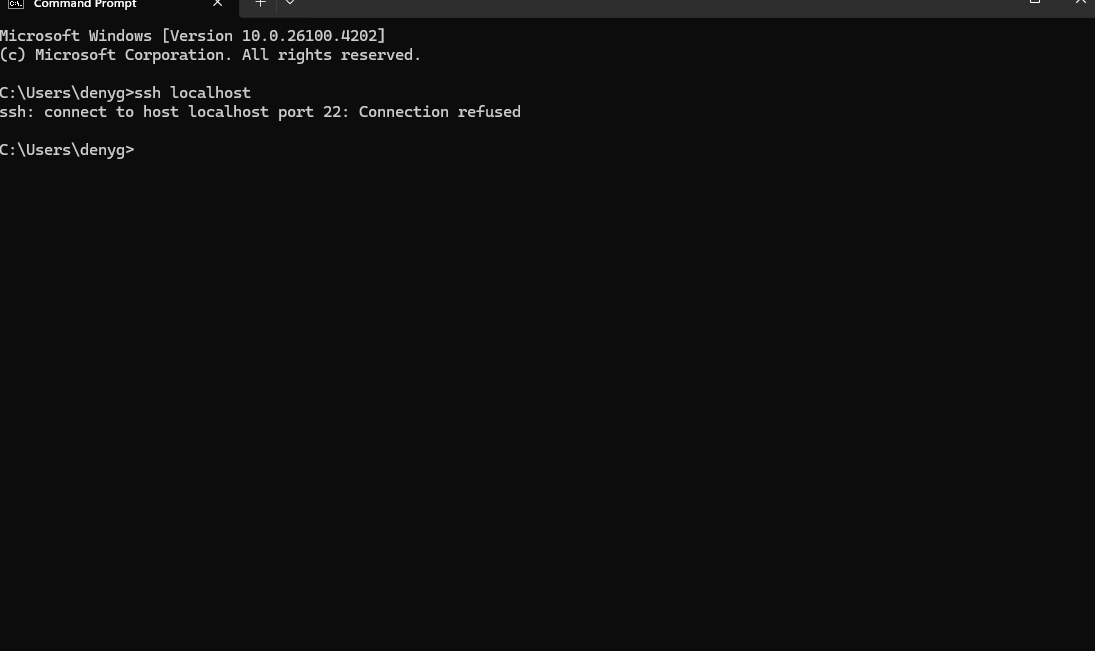 Command Prompt
Microsoft Windows [Version 10.0.26100.4202]
(c) Microsoft Corporation. All rights reserved.
C:\Users\denyg>ssh localhost
ssh: connect to host localhost port 22: Connection refused
C:\Users\denyg>